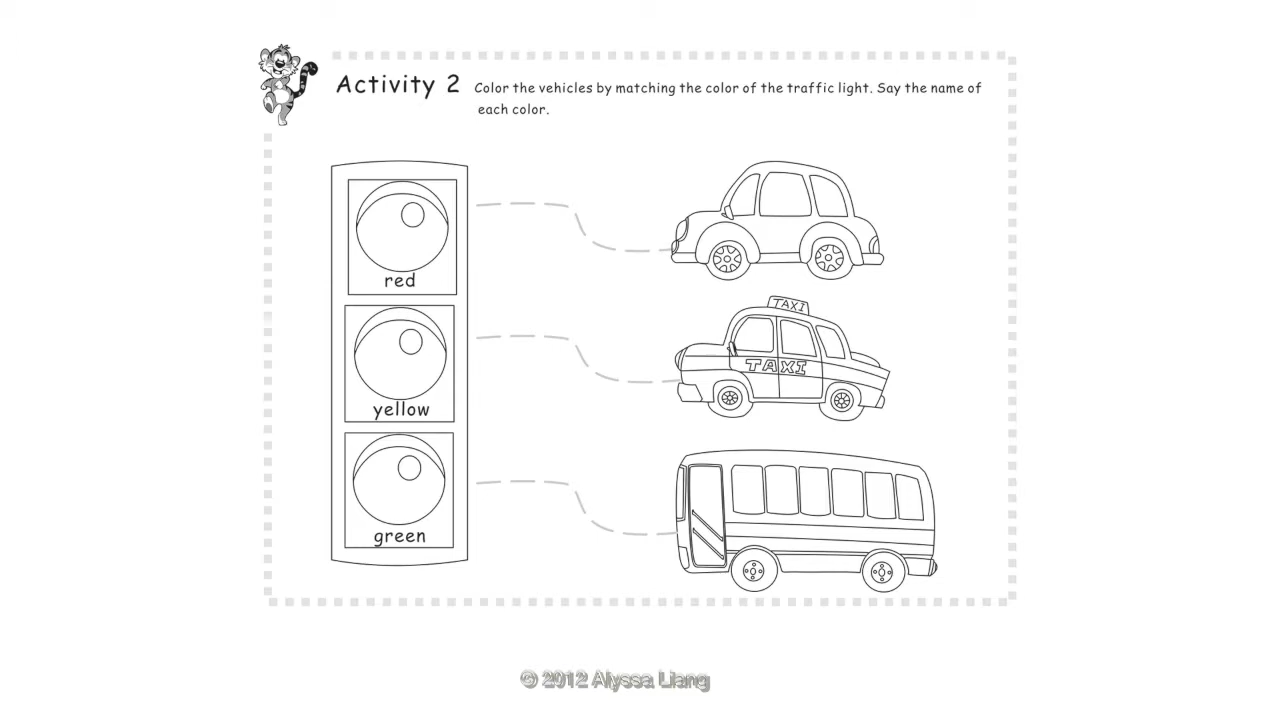 Activity 2 Color the vehicles by matching the color of the traffic light. Say the name of
each color.
red
TAXI
TAXI
yellow
green
© 2012 Alyssa Liang